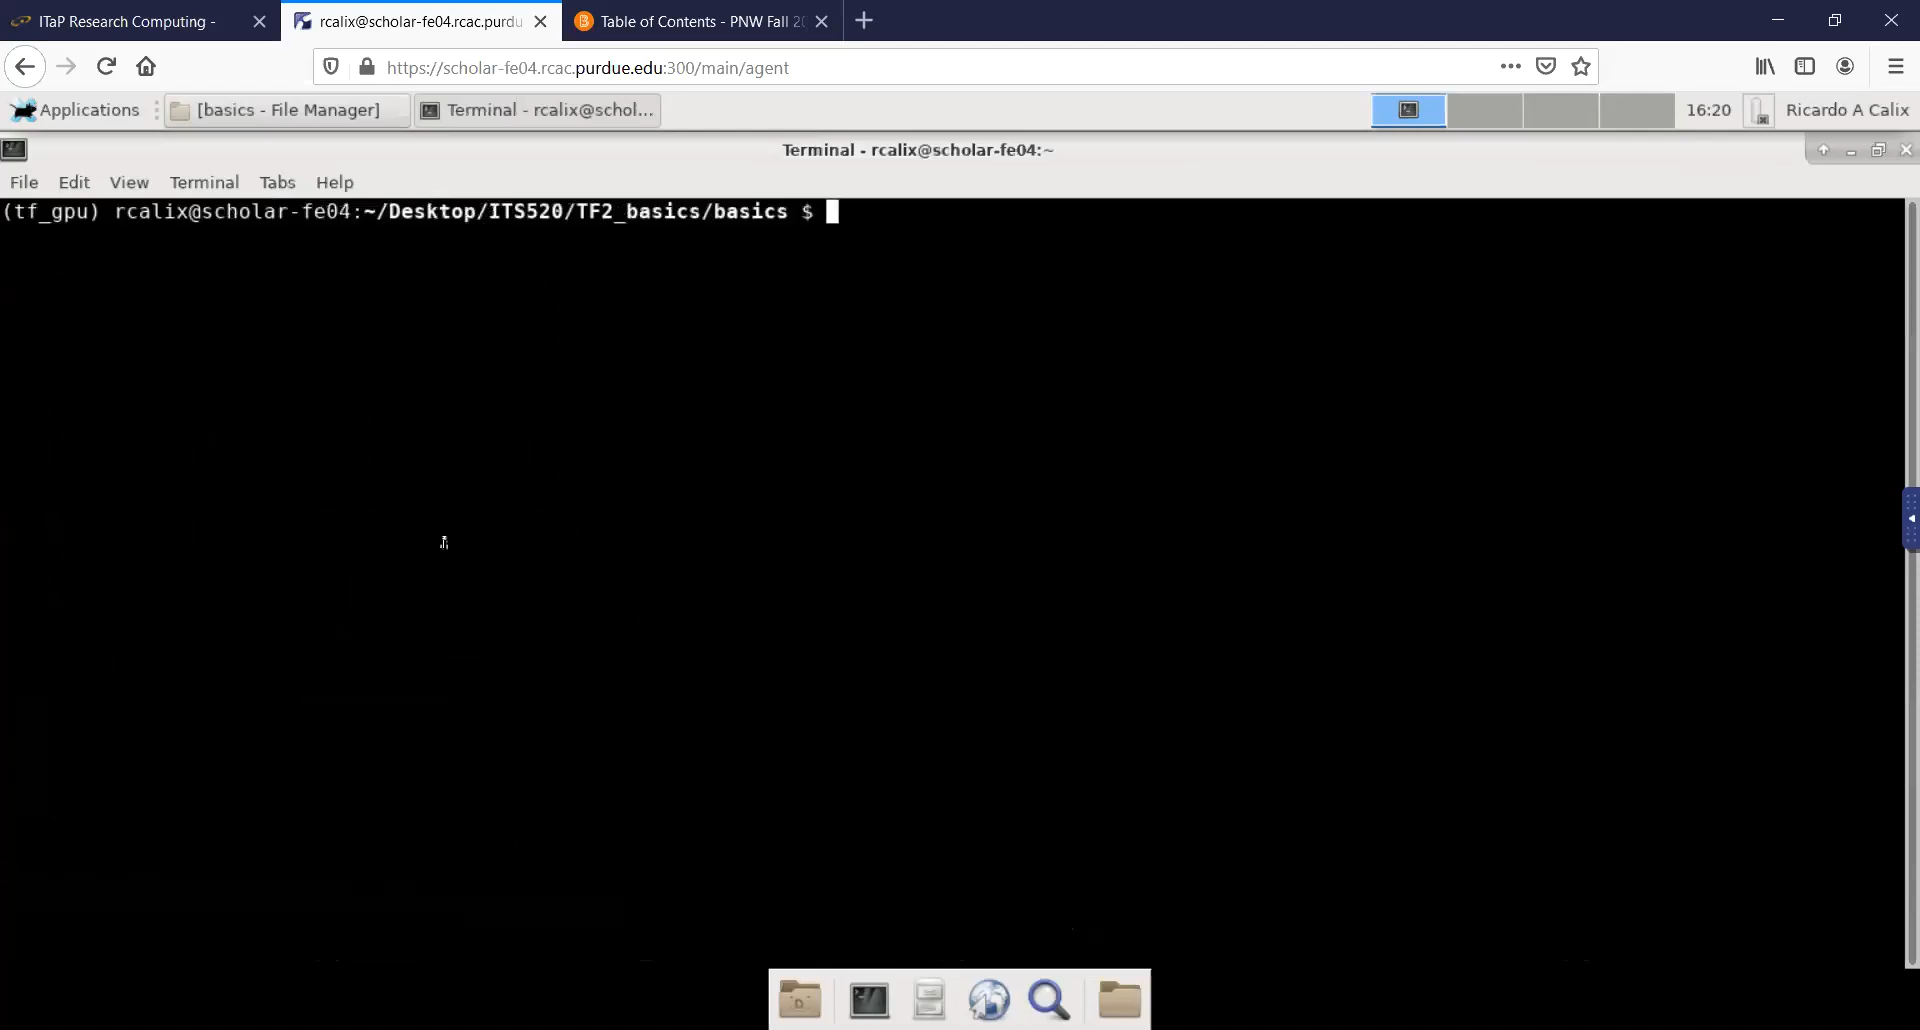 ITaP Research Computing -
rcalix@scholar-fe04.rcac.purdu
Table of Contents - PNW Fall 20
https://scholar-fe04.rcac.purdue.edu:300/main/agent
Applications
[basics - File Manager]
Terminal - rcalix@schol...
16:20
Ricardo A Calix
Terminal - rcalix@scholar-fe04:~
File Edit View Terminal Tabs Help
(tf_gpu) rcalix@scholar-fe04:~/Desktop/ITS520/TF2_basics/basics $